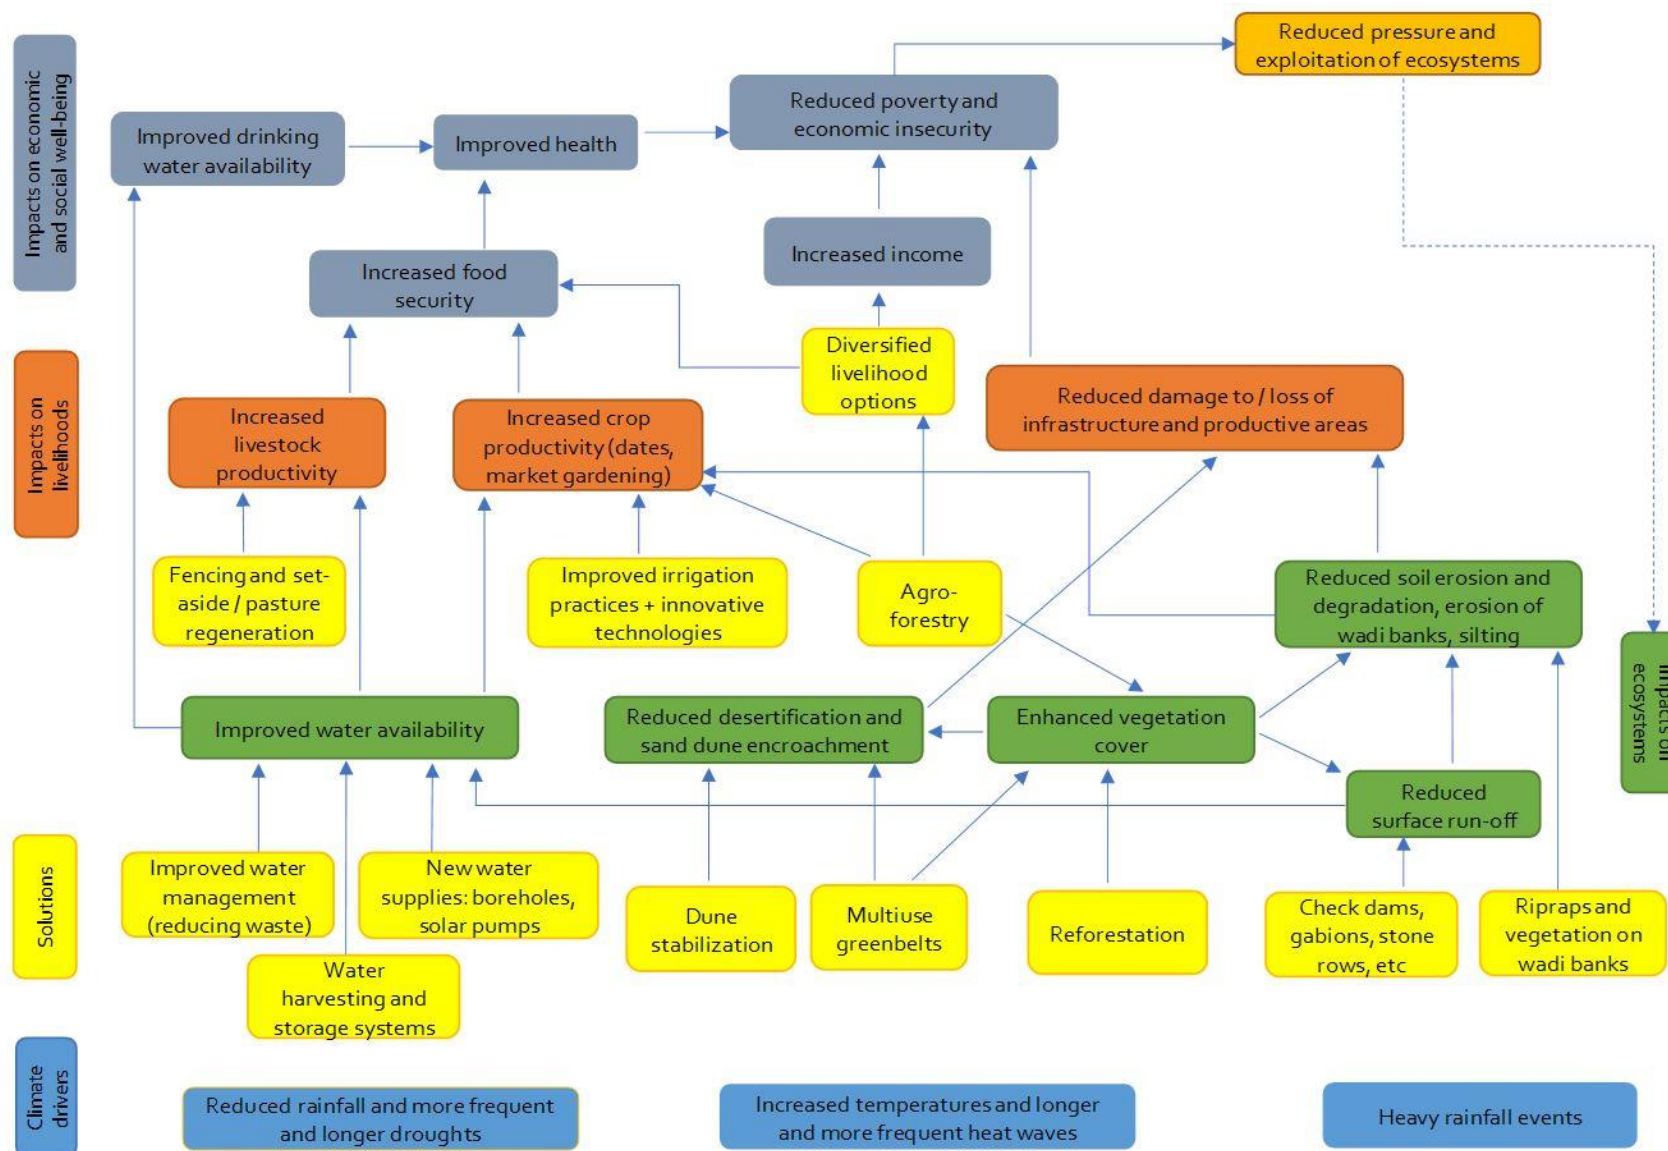 Reduced pressure and
exploitation of ecosystems
Impacts on economic
and social well-being
Reduced poverty and
economic insecurity
Improved drinking
water availability
Improved health
Increased income
Increased food
security
Impacts on
livelihoods
Diversified
livelihood
options
Increased
livestock
productivity
Increased crop
productivity (dates,
market gardening)
Reduced damage to / loss of
infrastructure and productive areas
Fencing and set-
aside / pasture
regeneration
Improved irrigation
practices + innovative
technologies
Agro-
forestry
Reduced soil erosion and
degradation, erosion of
wadi banks, silting
Impacts on
ecosystems
Improved water availability
Reduced desertification and
sand dune encroachment
Enhanced vegetation
cover
Reduced
surface run-off
Solutions
Improved water
management
(reducing waste)
New water
supplies: boreholes,
solar pumps
Water
harvesting and
storage systems
Dune
stabilization
Multiuse
greenbelts
Reforestation
Check dams,
gabions, stone
rows, etc
Ripraps and
vegetation on
wadi banks
Climate
drivers
Reduced rainfall and more frequent
and longer droughts
Increased temperatures and longer
and more frequent heat waves
Heavy rainfall events